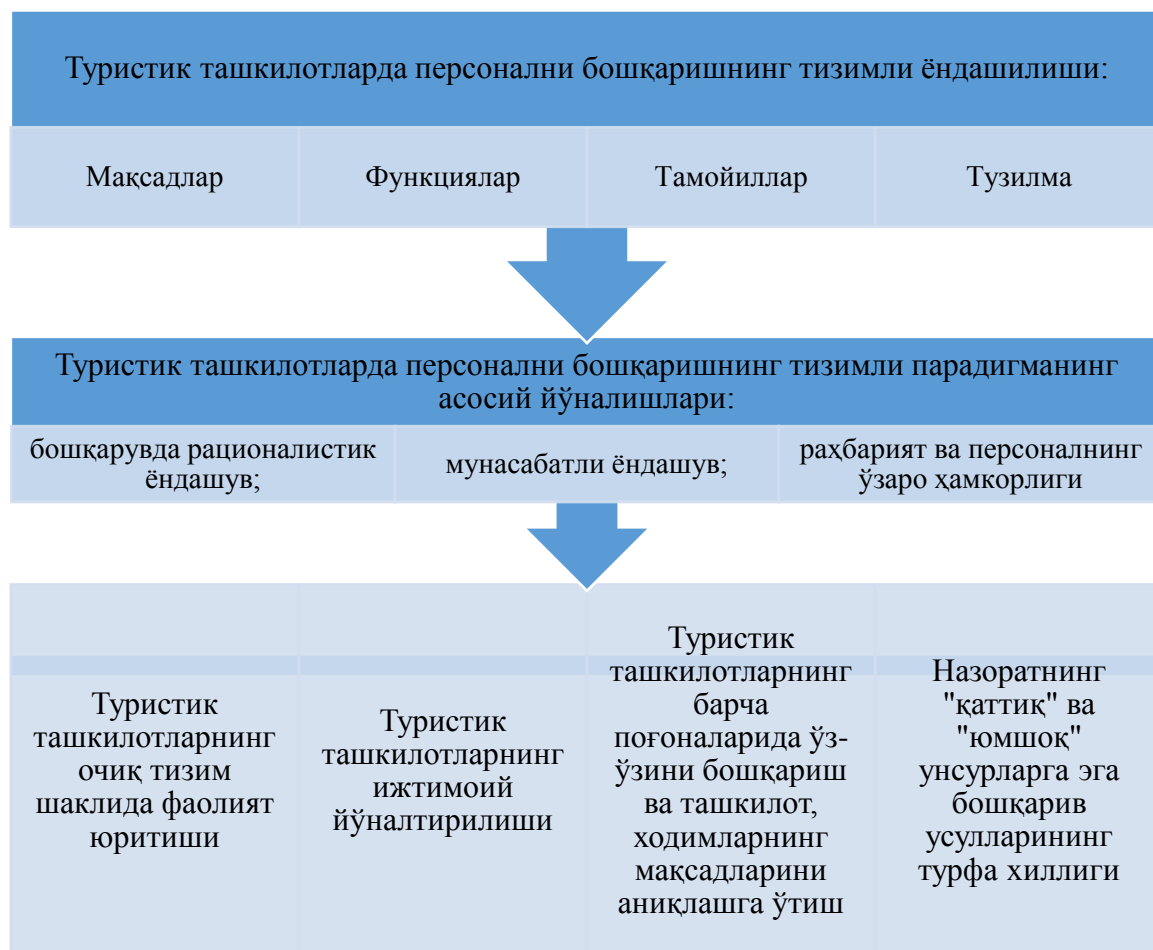 Туристик ташкилотларда персонални бошқаришнинг тизимли ёндашилиши:
Мақсадлар
Функциялар
Тамойиллар
Тузилма
Туристик ташкилотларда персонални бошқаришнинг тизимли парадигманинг
асосий йўналишлари:
бошқарувда рационалистик
ёндашув;
мунасабатли ёндашув;
раҳбарият ва персоналнинг
ўзаро ҳамкорлиги
Туристик
ташкилотларнинг
очиқ тизим
шаклида фаолият
юритиши
Туристик
ташкилотларнинг
ижтимоий
йўналтирилиши
Туристик
ташкилотларнинг
барча
поғоналарида ўз-
ўзини бошқариш
ва ташкилот,
ходимларнинг
мақсадларини
аниқлашга ўтиш
Назоратнинг
"қаттиқ" ва
"юмшоқ"
унсурларга эга
бошқарив
усулларининг
турфа хиллиги